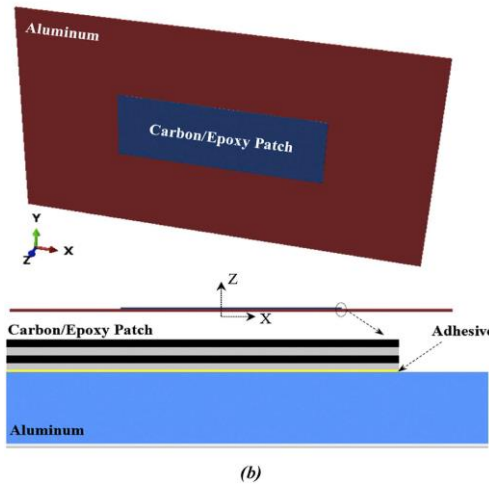 Aluminum
Carbon/Epoxy Patch
Y
X
Z
Z
X
Carbon/Epoxy Patch
Adhesive
Aluminum
(b)